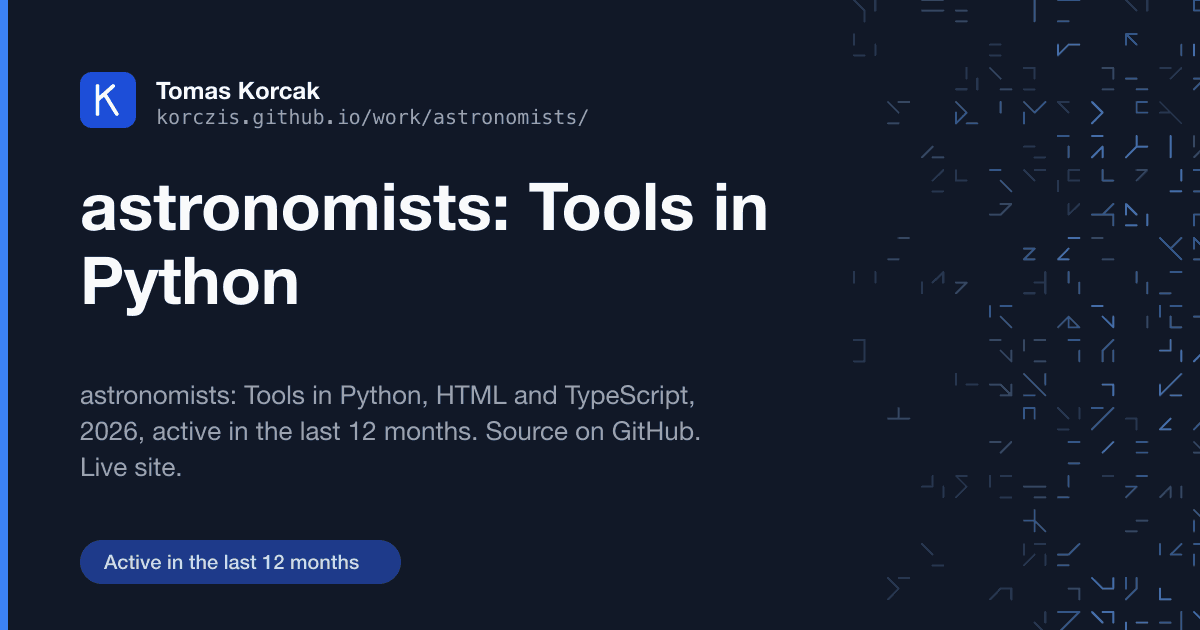 K
Tomas Korcak
korczis.github.io/work/astronomists/
astronomists: Tools in
Python
astronomists: Tools in Python, HTML and TypeScript,
2026, active in the last 12 months. Source on GitHub.
Live site.
Active in the last 12 months